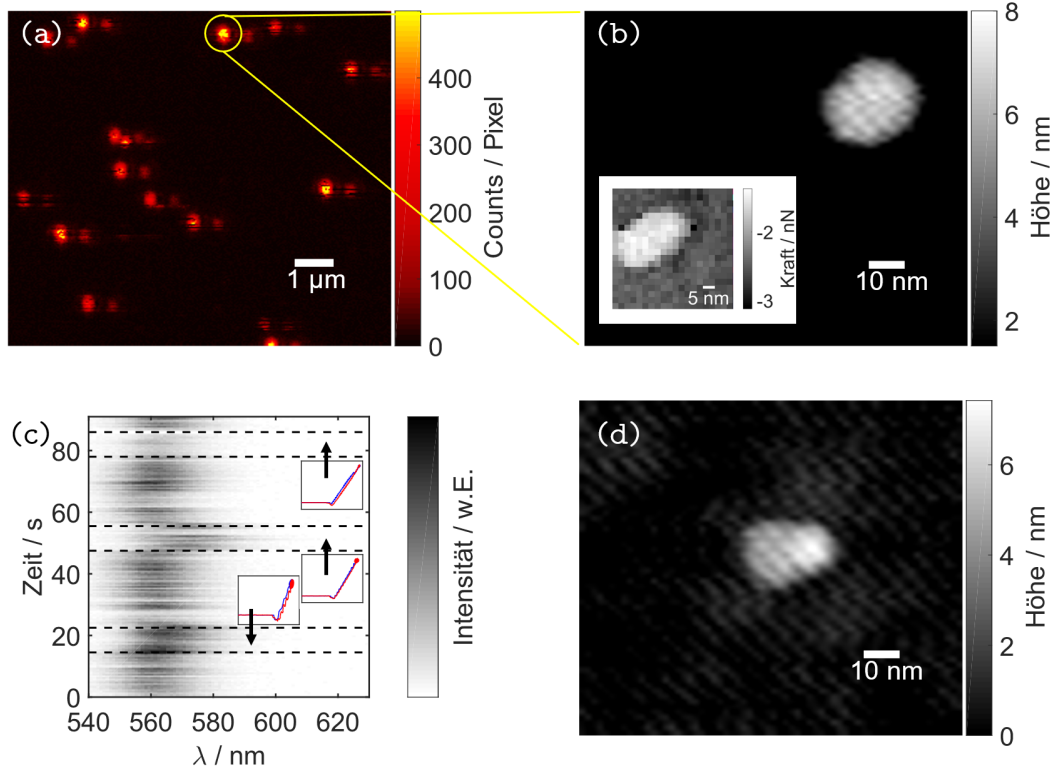 (a)
400
300
200
100
0
Counts / Pixel
1 µm
(b)
8
6
4
2
Höhe / nm
10 nm
-2
-3
Kraft / nN
5 nm
(c)
80
60
40
20
0
Zeit / s
540
560
580
600
620
λ / nm
Intensität / w.E.
(d)
6
4
2
0
Höhe / nm
10 nm